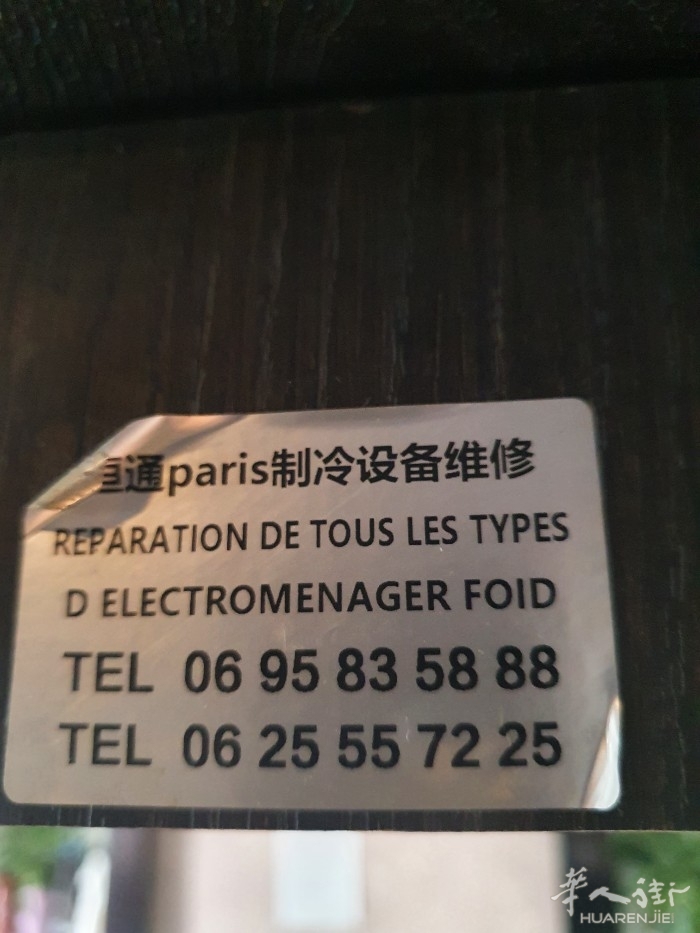 通paris制冷设备维修
REPARATION DE TOUS LES TYPES
D ELECTROMENAGER FOID
TEL 06 95 83 58 88
TEL 06 25 55 72 25
华人街
HUARENJIE